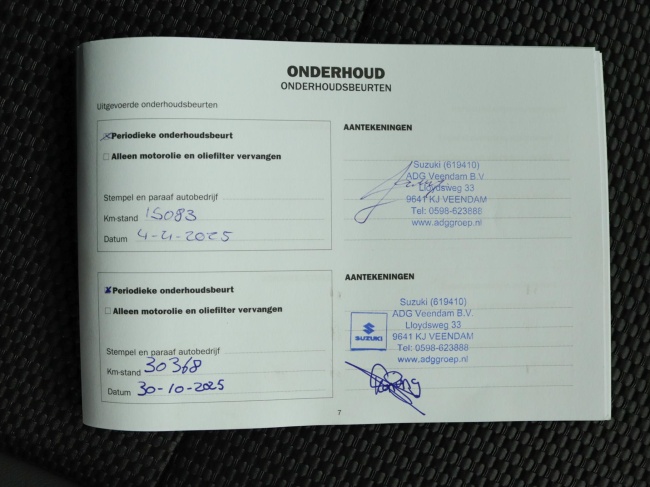 ONDERHOUD
ONDERHOUDSBEURTEN
Uitgevoerde onderhoudsbeurten
Periodieke onderhoudsbeurt
Alleen motorolie en oliefilter vervangen
Stempel en paraaf autobedrijf
Km-stand 15083
Datum 4-4-2025
AANTEKENINGEN
Suzuki (619410)
ADG Veendam B.V.
Lloydsweg 33
9641 KJ VEENDAM
Tel: 0598-623888
www.adggroep.nl
Periodieke onderhoudsbeurt
Alleen motorolie en oliefilter vervangen
Stempel en paraaf autobedrijf
Km-stand 30368
Datum 30-10-2025
AANTEKENINGEN
SUZUKI
Suzuki (619410)
ADG Veendam B.V.
Lloydsweg 33
9641 KJ VEENDAM
Tel: 0598-623888
www.adggroep.nl
7